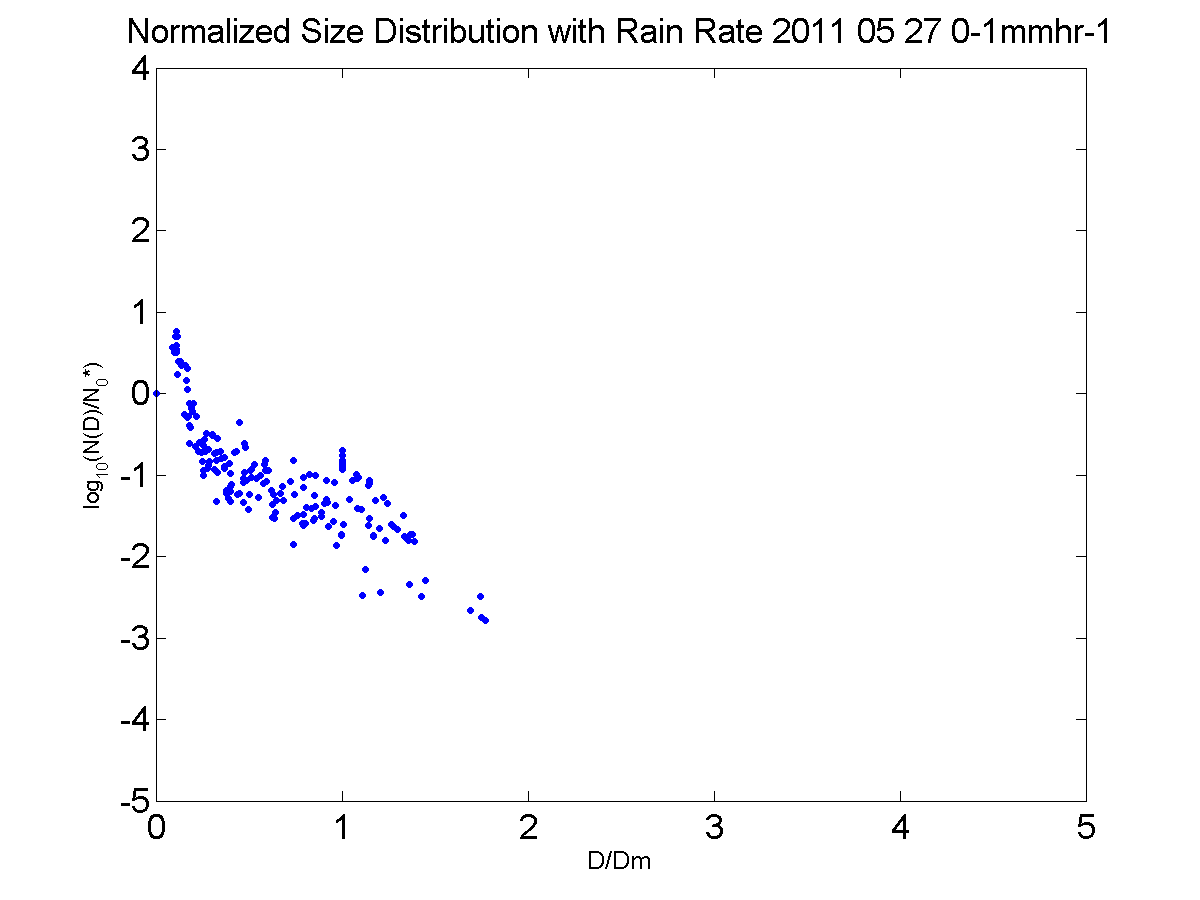 Normalized Size Distribution with Rain Rate 2011 05 27 0-1mmhr-1
4
3
2
1
0
-1
-2
-3
-4
-5
log10(N(D)/N0*)
0 1 2 3 4 5
D/Dm